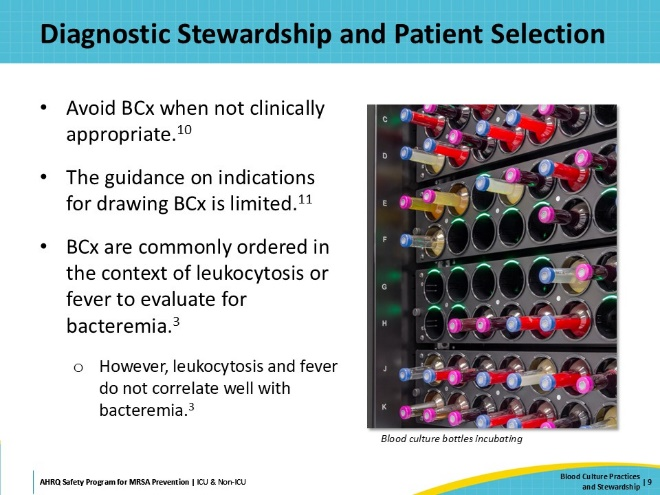 Diagnostic Stewardship and Patient Selection
• Avoid BCx when not clinically
appropriate.10
• The guidance on indications
for drawing BCx is limited.11
• BCx are commonly ordered in
the context of leukocytosis or
fever to evaluate for
bacteremia.3
o However, leukocytosis and fever
do not correlate well with
bacteremia.3
C
D
E
F
G
H
J
K
Blood culture bottles incubating
AHRQ Safety Program for MRSA Prevention | ICU & Non-ICU
Blood Culture Practices
and Stewardship | 9